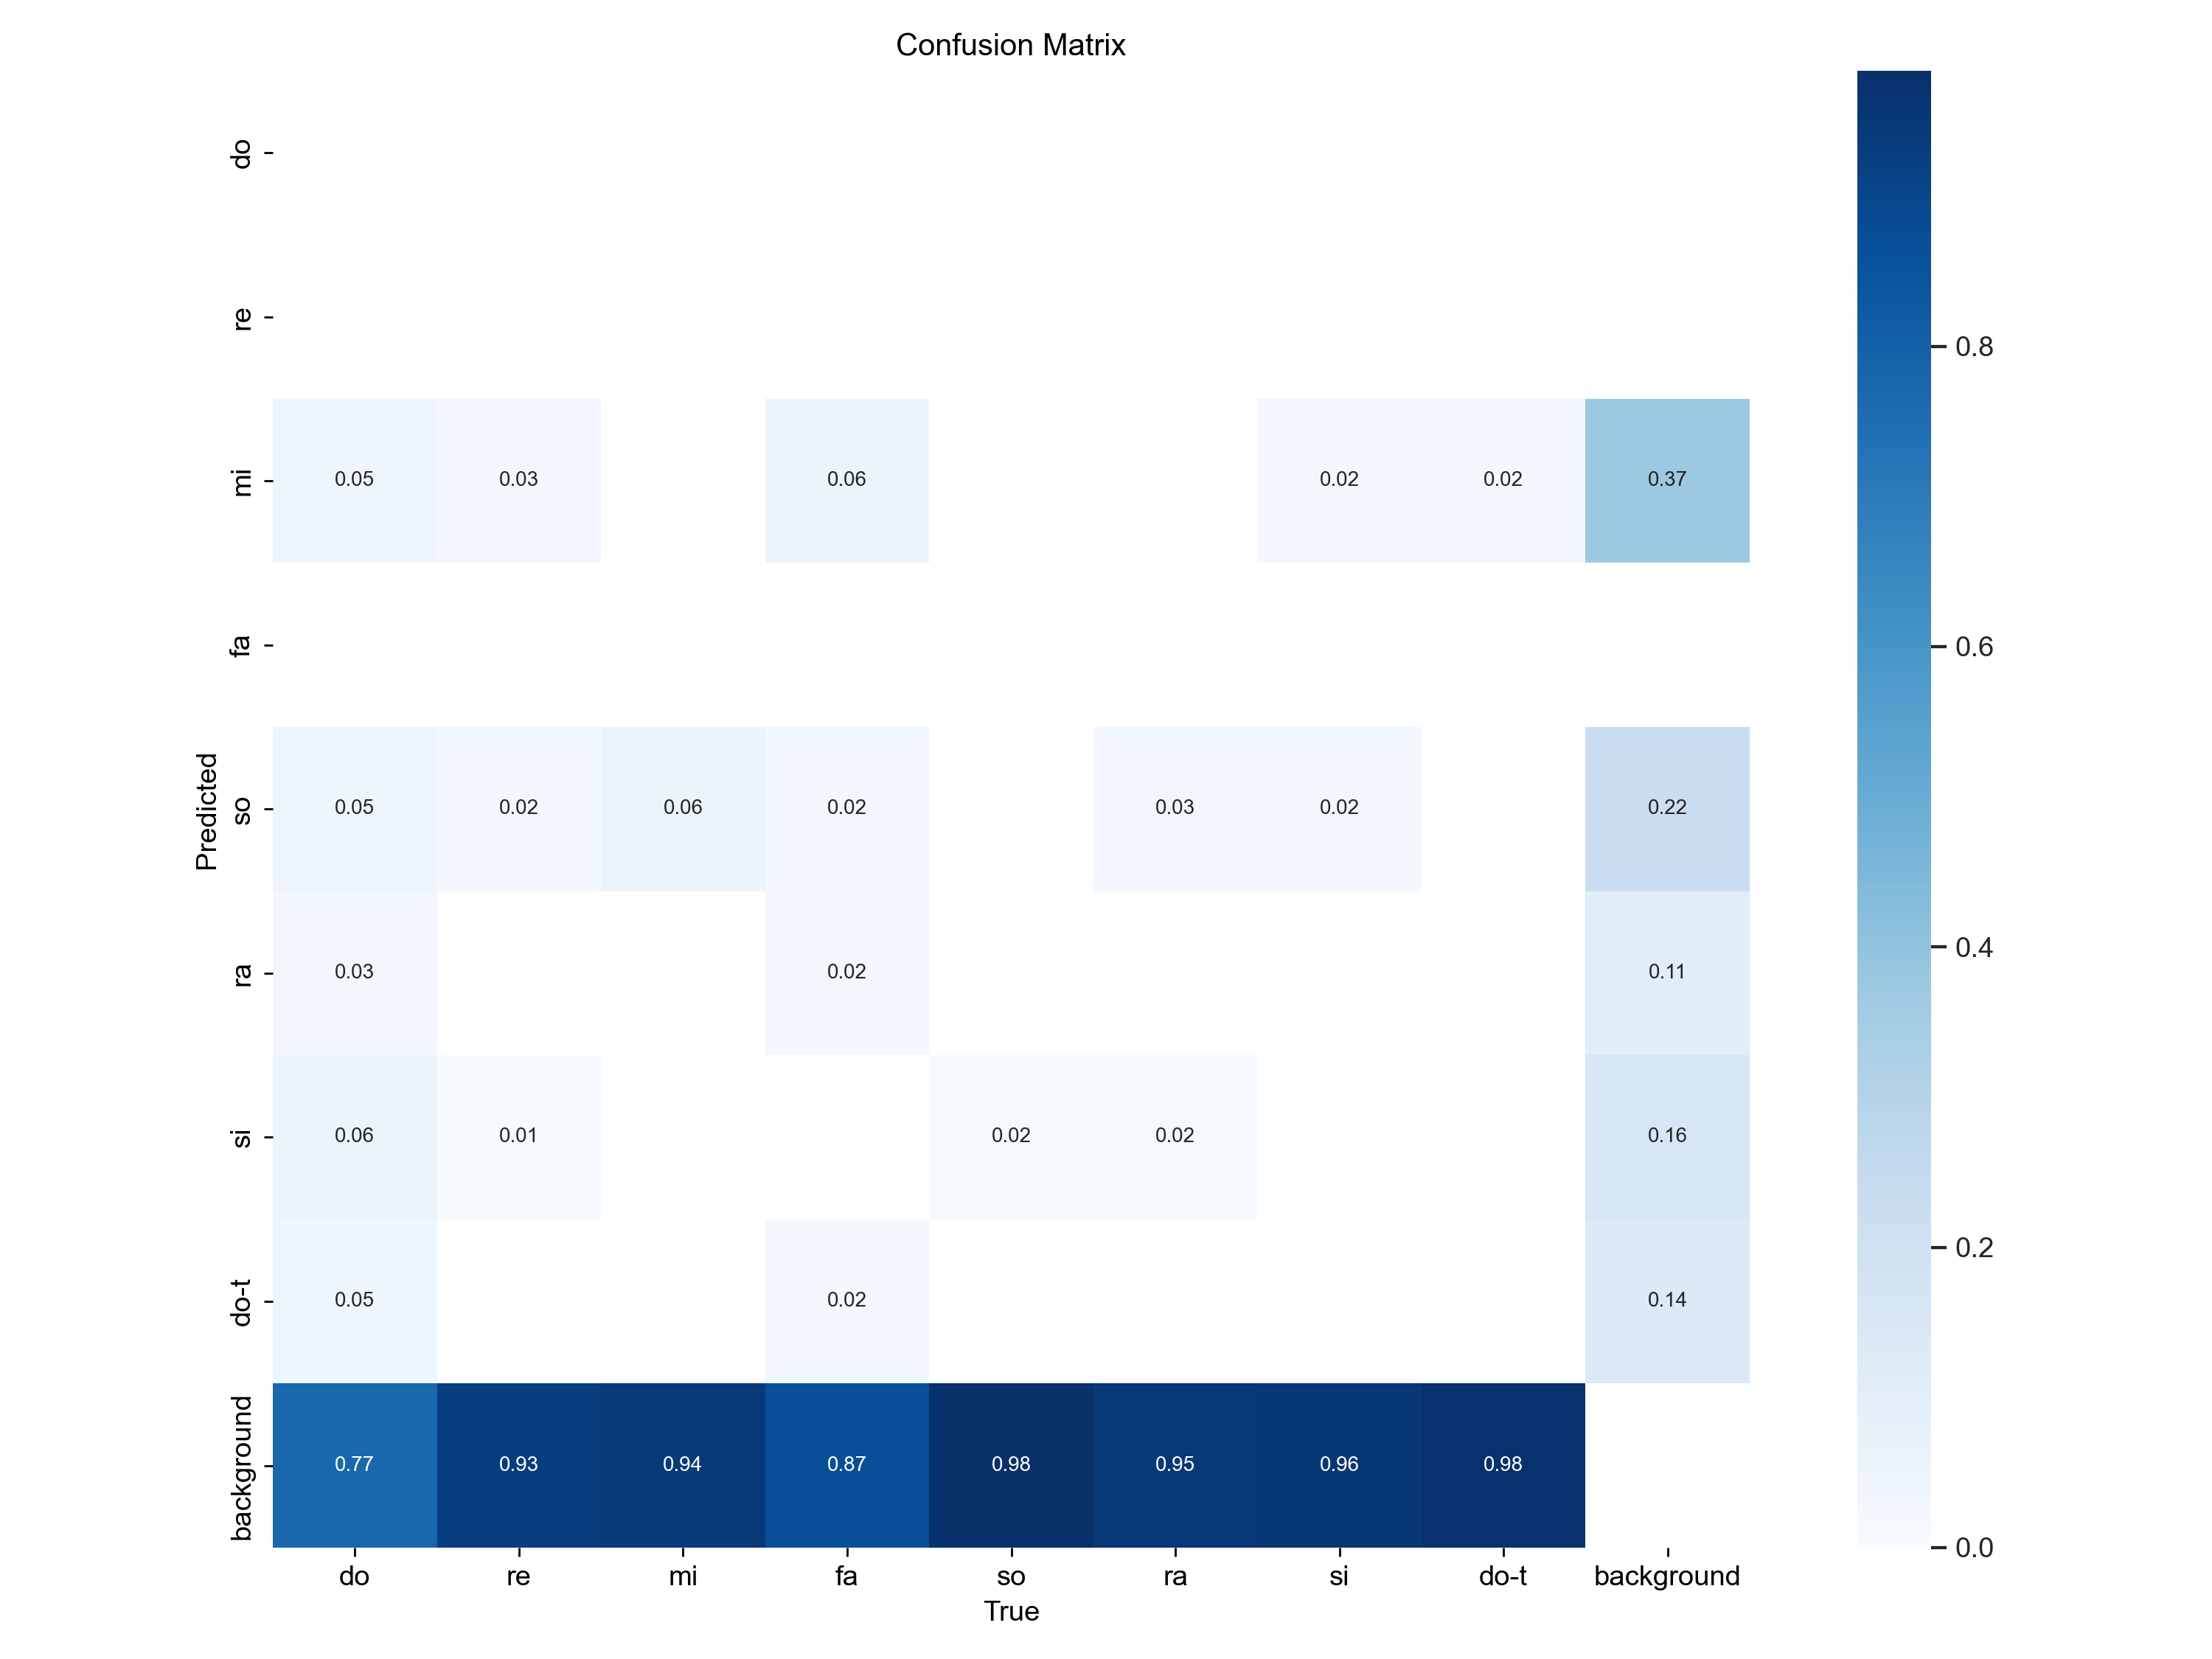 Confusion Matrix
do
re
mi 0.05 0.03 0.06 0.02 0.02 0.37
fa
so 0.05 0.02 0.06 0.02 0.03 0.02 0.22
ra 0.03 0.02 0.11
si 0.06 0.01 0.02 0.02 0.16
do-t 0.05 0.02 0.14
background 0.77 0.93 0.94 0.87 0.98 0.95 0.96 0.98
Predicted
do re mi fa so ra si do-t background
True
0.8
0.6
0.4
0.2
0.0